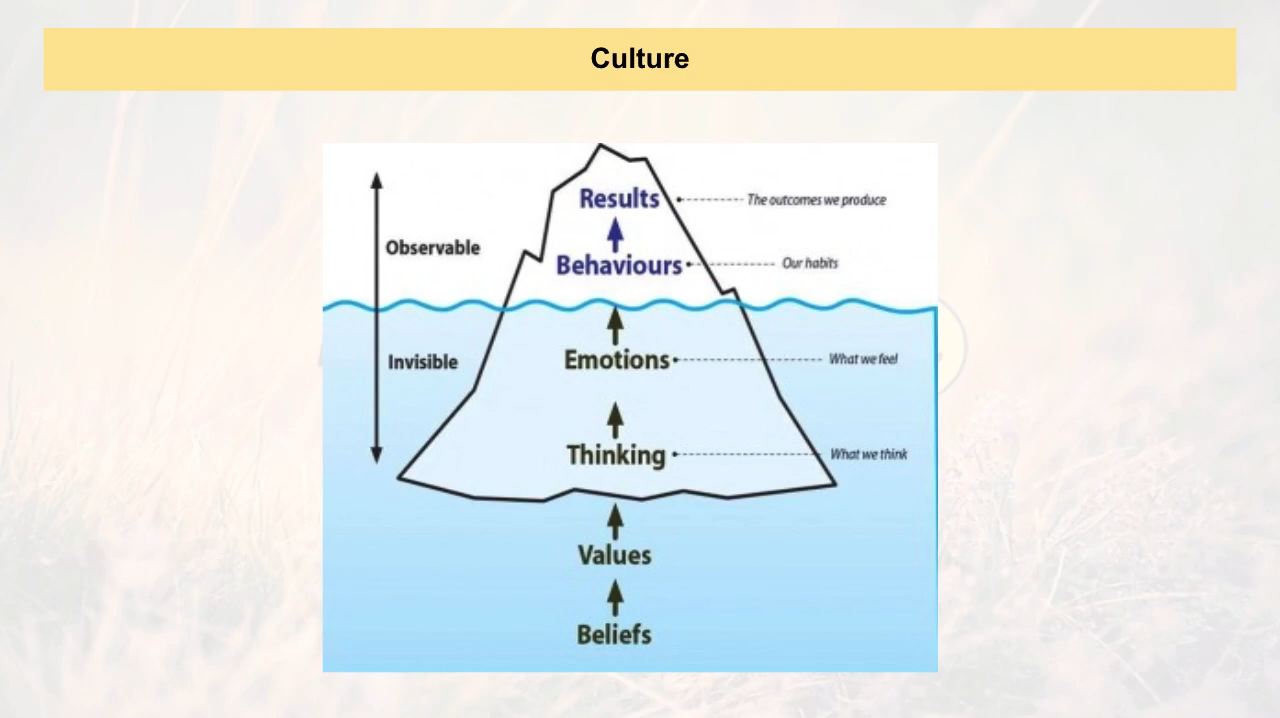 Culture
Results
The outcomes we produce
Observable
Behaviours
Our habits
Invisible
Emotions
What we feel
Thinking
What we think
Values
Beliefs